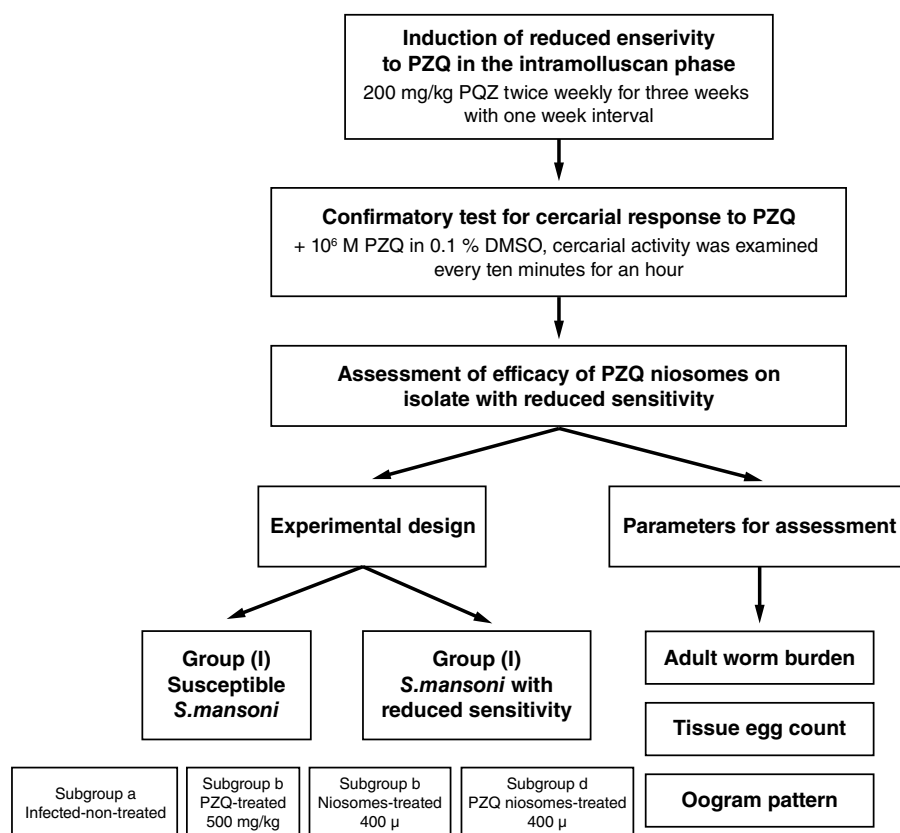 Induction of reduced enserivity
to PZQ in the intramolluscan phase
200 mg/kg PQZ twice weekly for three weeks
with one week interval
Confirmatory test for cercarial response to PZQ
+ 10⁶ M PZQ in 0.1 % DMSO, cercarial activity was examined
every ten minutes for an hour
Assessment of efficacy of PZQ niosomes on
isolate with reduced sensitivity
Experimental design
Parameters for assessment
Group (I)
Susceptible
S.mansoni
Group (I)
S.mansoni with
reduced sensitivity
Adult worm burden
Tissue egg count
Oogram pattern
Subgroup a
Infected-non-treated
Subgroup b
PZQ-treated
500 mg/kg
Subgroup b
Niosomes-treated
400 µ
Subgroup d
PZQ niosomes-treated
400 µ